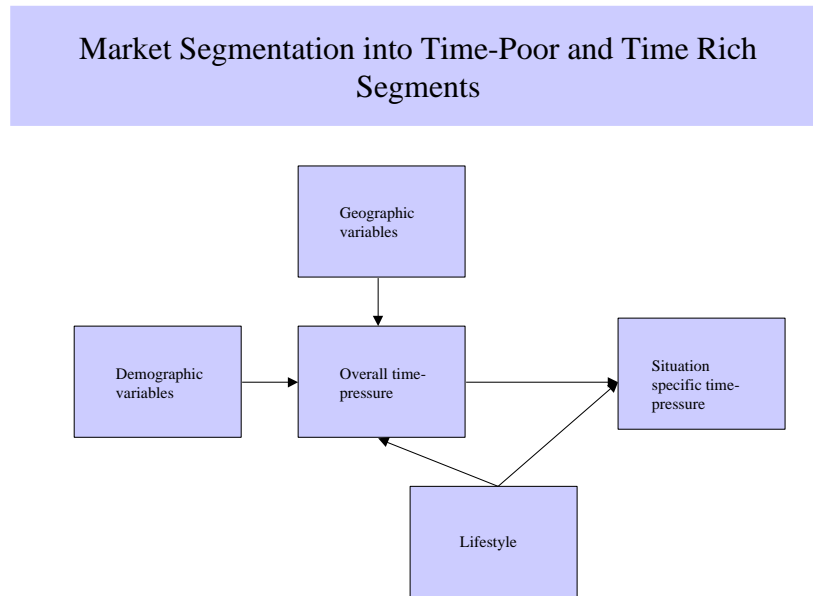 Market Segmentation into Time-Poor and Time Rich
Segments
Geographic
variables
Demographic
variables
Overall time-
pressure
Situation
specific time-
pressure
Lifestyle